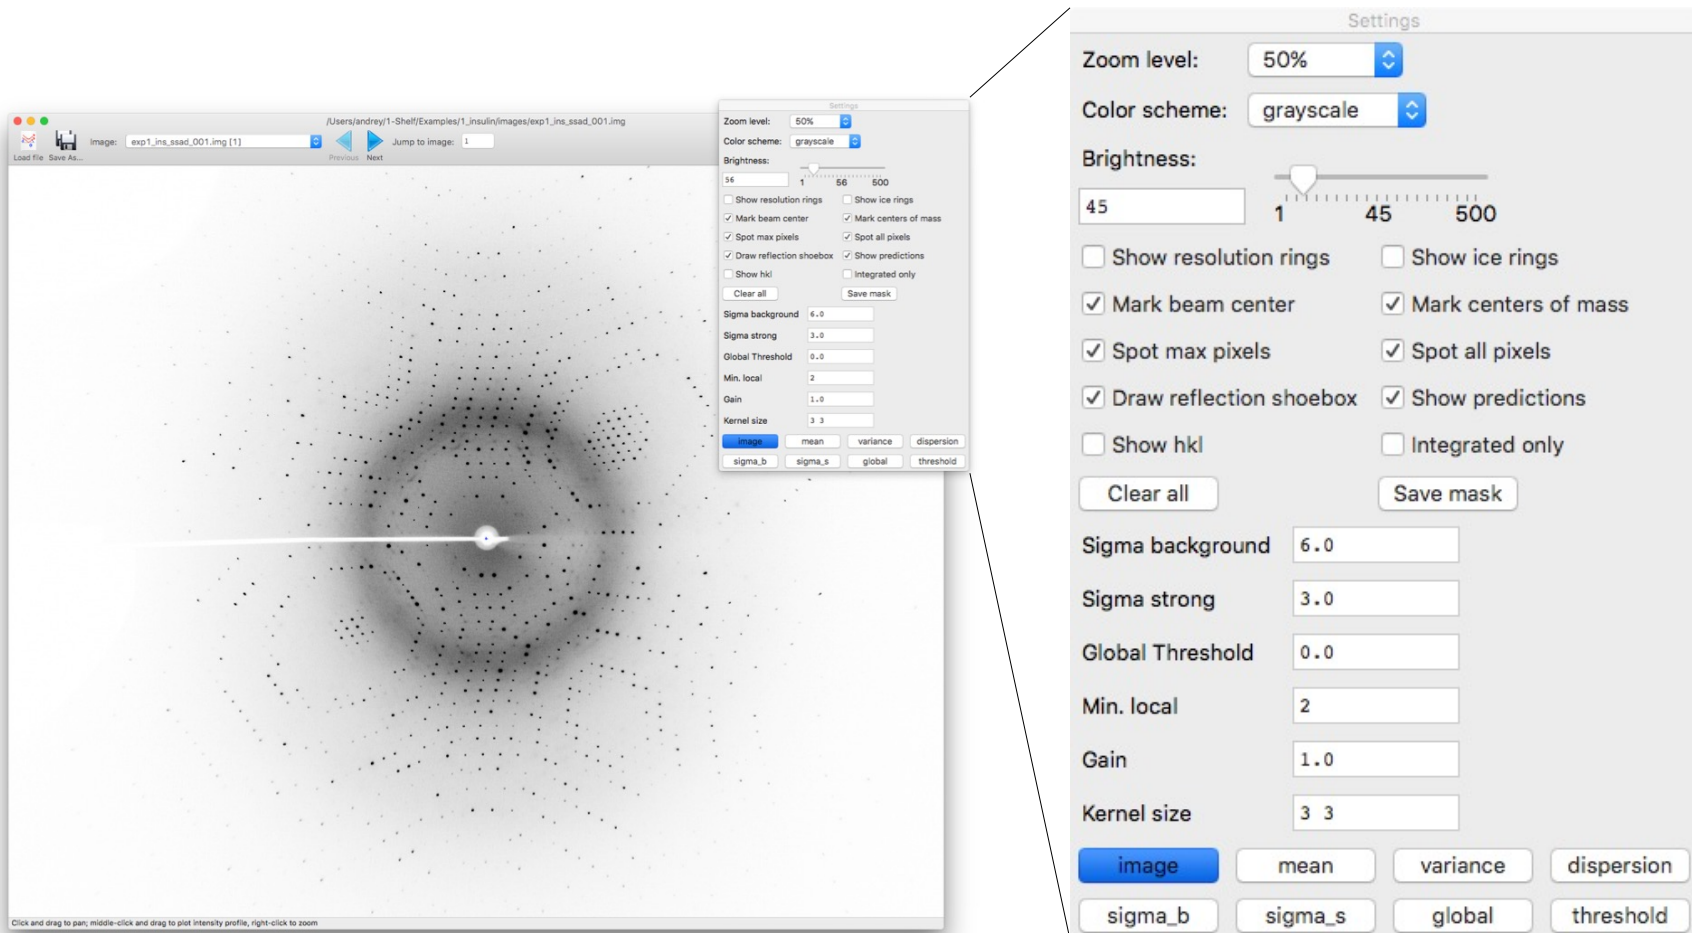 /Users/andrey/1-Shelf/Examples/1_insulin/images/exp1_ins_ssad_001.img
Load file Save As... Image: exp1_ins_ssad_001.img [1] Previous Next Jump to image: 1
Settings
Zoom level: 50%
Color scheme: grayscale
Brightness:
56 1 56 500
Show resolution rings Show ice rings
Mark beam center Mark centers of mass
Spot max pixels Spot all pixels
Draw reflection shoebox Show predictions
Show hkl Integrated only
Clear all Save mask
Sigma background 6.0
Sigma strong 3.0
Global Threshold 0.0
Min. local 2
Gain 1.0
Kernel size 3 3
image mean variance dispersion
sigma_b sigma_s global threshold
Click and drag to pan; middle-click and drag to plot intensity profile, right-click to zoom
Settings
Zoom level: 50%
Color scheme: grayscale
Brightness:
45 1 45 500
Show resolution rings Show ice rings
Mark beam center Mark centers of mass
Spot max pixels Spot all pixels
Draw reflection shoebox Show predictions
Show hkl Integrated only
Clear all Save mask
Sigma background 6.0
Sigma strong 3.0
Global Threshold 0.0
Min. local 2
Gain 1.0
Kernel size 3 3
image mean variance dispersion
sigma_b sigma_s global threshold